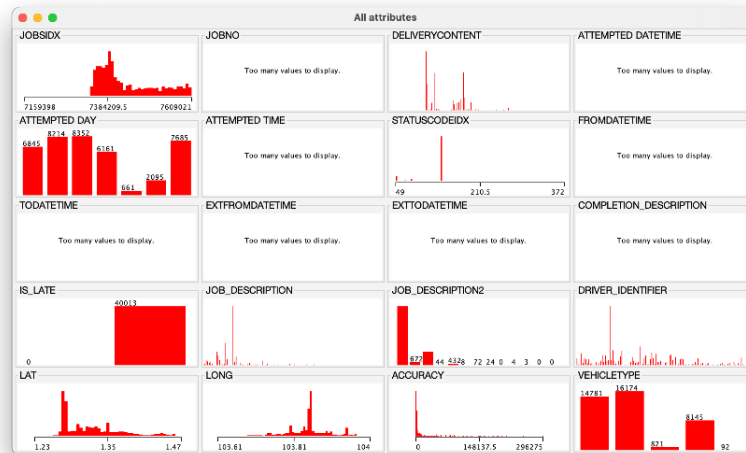 All attributes
JOBSIDX
JOBNO
DELIVERYCONTENT
ATTEMPTED DATETIME
Too many values to display.
Too many values to display.
7159398
7384209.5
7609021
ATTEMPTED DAY
ATTEMPTED TIME
STATUSCODEIDX
FROMDATETIME
6845
8214
8352
6161
661
2095
7685
Too many values to display.
49
210.5
372
Too many values to display.
TODATETIME
EXTFROMDATETIME
EXTTODATETIME
COMPLETION_DESCRIPTION
Too many values to display.
Too many values to display.
Too many values to display.
Too many values to display.
IS_LATE
JOB_DESCRIPTION
JOB_DESCRIPTION2
DRIVER_IDENTIFIER
0
40013
672
44
432
8
72
24
0
4
3
0
0
LAT
LONG
ACCURACY
VEHICLETYPE
1.23
1.35
1.47
103.61
103.81
104
0
148137.5
296275
14781
16174
821
8145
92